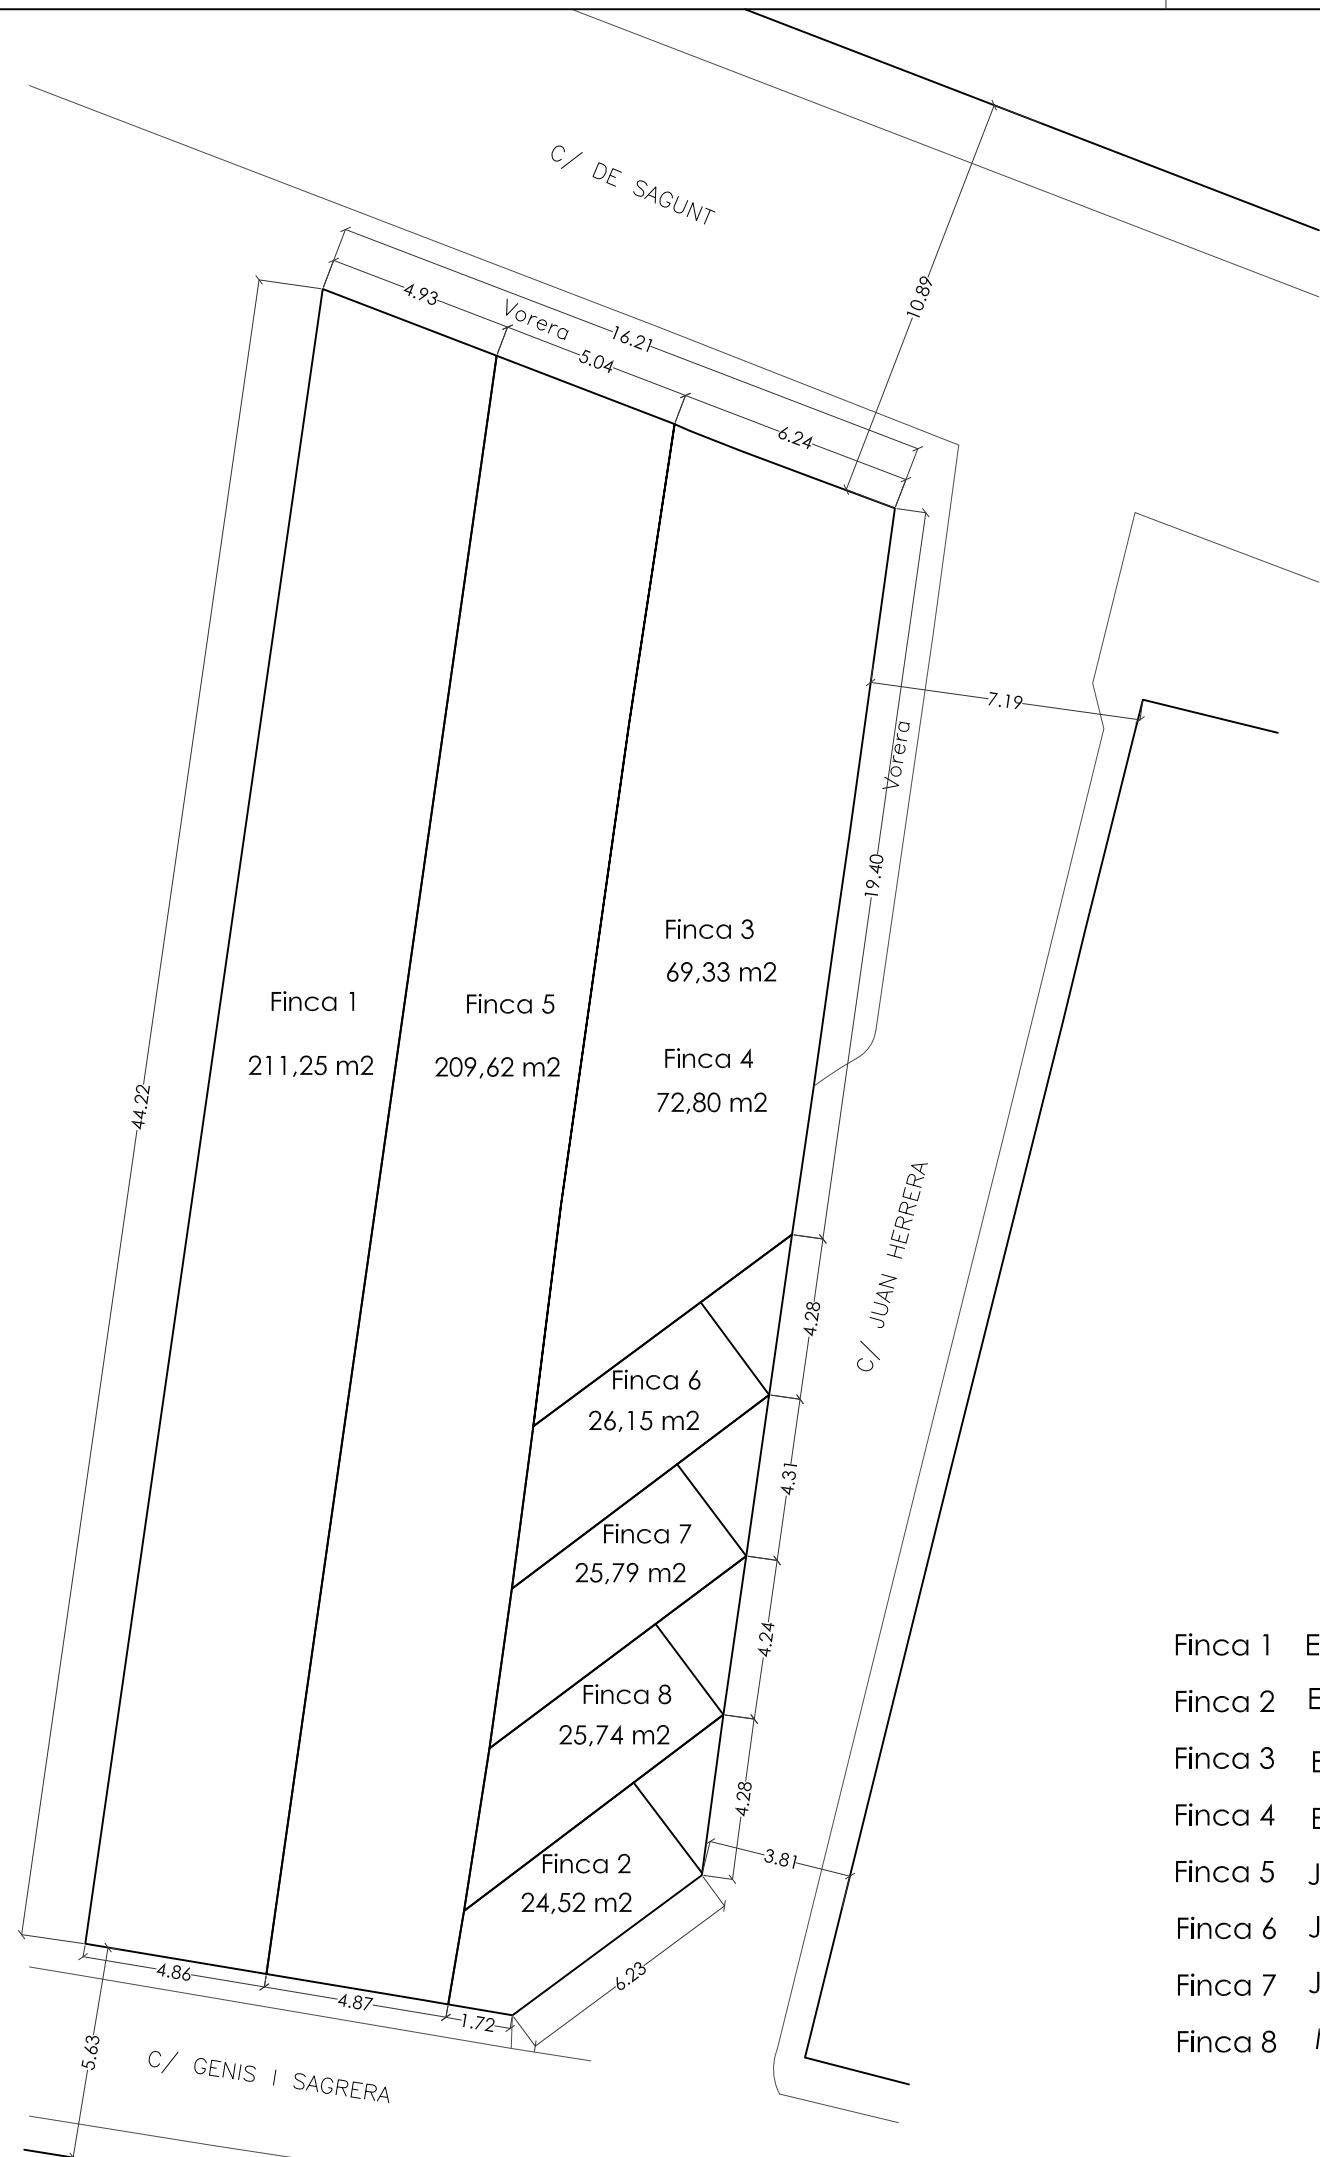 C/ DE SAGUNT
10.89
4.93
Vorera
16.21
5.04
6.24
7.19
Vorera
19.40
Finca 3
69,33 m2
Finca 1
211,25 m2
Finca 5
209,62 m2
Finca 4
72,80 m2
44.22
C/ JUAN HERRERA
4.28
Finca 6
26,15 m2
4.31
Finca 7
25,79 m2
4.24
Finca 8
25,74 m2
4.28
3.81
Finca 2
24,52 m2
6.23
4.86
4.87
1.72
5.63
C/ GENIS I SAGRERA
Finca 1 E
Finca 2 E
Finca 3
Finca 4
Finca 5 J
Finca 6 J
Finca 7 J
Finca 8